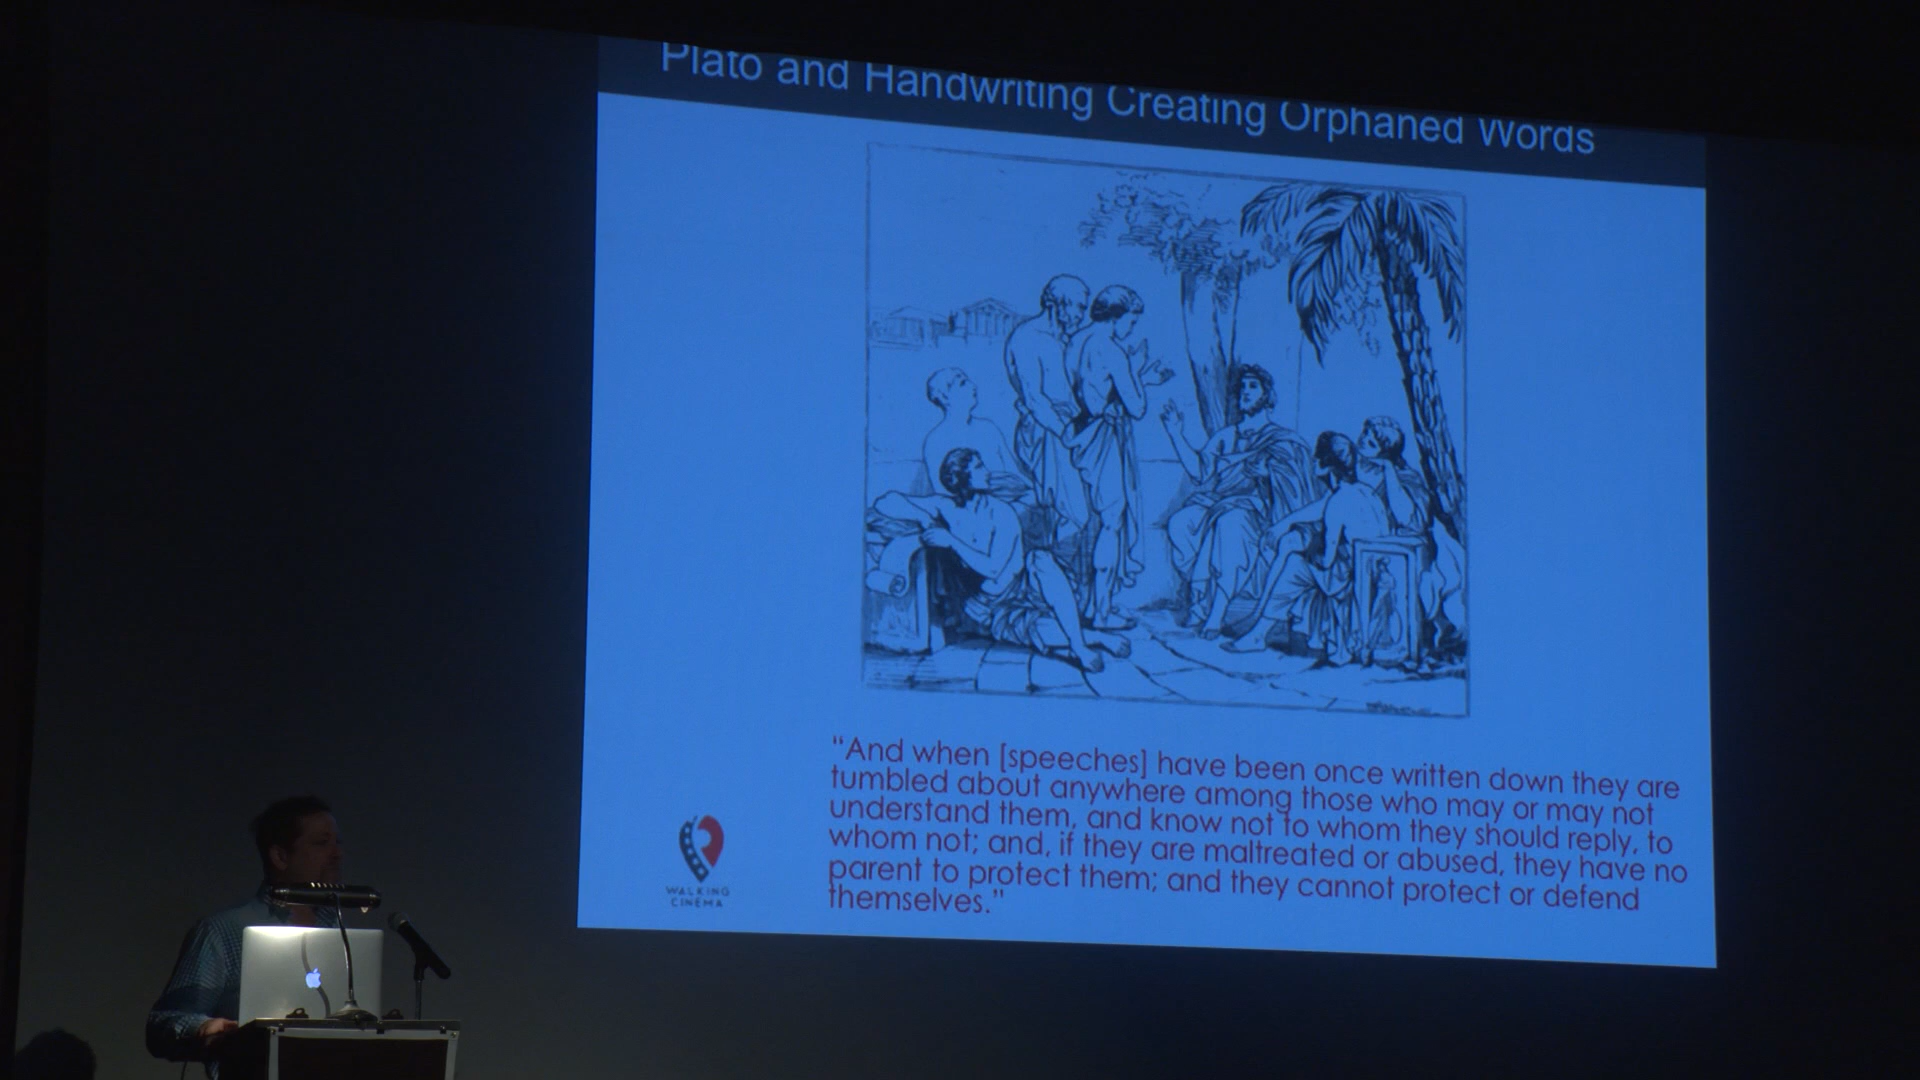 Plato and Handwriting Creating Orphaned Words
“And when [speeches] have been once written down they are
tumbled about anywhere among those who may or may not
understand them, and know not to whom they should reply, to
whom not; and, if they are maltreated or abused, they have no
parent to protect them; and they cannot protect or defend
themselves.”
WALKING
CINEMA